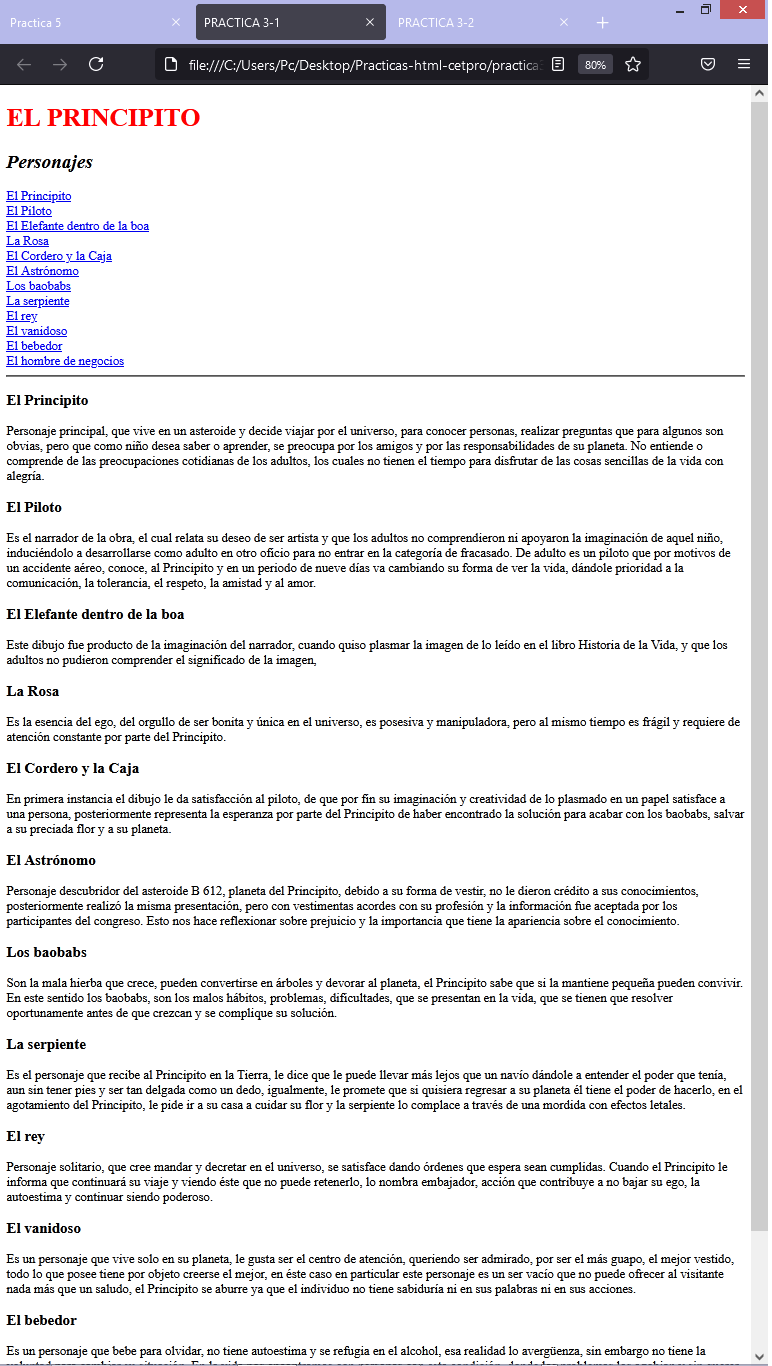 Practica 5
PRACTICA 3-1
PRACTICA 3-2
file:///C:/Users/Pc/Desktop/Practicas-html-cetpro/practica3
80%
EL PRINCIPITO
Personajes
El Principito
El Piloto
El Elefante dentro de la boa
La Rosa
El Cordero y la Caja
El Astrónomo
Los baobabs
La serpiente
El rey
El vanidoso
El bebedor
El hombre de negocios
El Principito
Personaje principal, que vive en un asteroide y decide viajar por el universo, para conocer personas, realizar preguntas que para algunos son
obvias, pero que como niño desea saber o aprender, se preocupa por los amigos y por las responsabilidades de su planeta. No entiende o
comprende de las preocupaciones cotidianas de los adultos, los cuales no tienen el tiempo para disfrutar de las cosas sencillas de la vida con
alegría.
El Piloto
Es el narrador de la obra, el cual relata su deseo de ser artista y que los adultos no comprendieron ni apoyaron la imaginación de aquel niño,
induciéndolo a desarrollarse como adulto en otro oficio para no entrar en la categoría de fracasado. De adulto es un piloto que por motivos de
un accidente aéreo, conoce, al Principito y en un periodo de nueve días va cambiando su forma de ver la vida, dándole prioridad a la
comunicación, la tolerancia, el respeto, la amistad y al amor.
El Elefante dentro de la boa
Este dibujo fue producto de la imaginación del narrador, cuando quiso plasmar la imagen de lo leído en el libro Historia de la Vida, y que los
adultos no pudieron comprender el significado de la imagen,
La Rosa
Es la esencia del ego, del orgullo de ser bonita y única en el universo, es posesiva y manipuladora, pero al mismo tiempo es frágil y requiere de
atención constante por parte del Principito.
El Cordero y la Caja
En primera instancia el dibujo le da satisfacción al piloto, de que por fin su imaginación y creatividad de lo plasmado en un papel satisface a
una persona, posteriormente representa la esperanza por parte del Principito de haber encontrado la solución para acabar con los baobabs, salvar
a su preciada flor y a su planeta.
El Astrónomo
Personaje descubridor del asteroide B 612, planeta del Principito, debido a su forma de vestir, no le dieron crédito a sus conocimientos,
posteriormente realizó la misma presentación, pero con vestimentas acordes con su profesión y la información fue aceptada por los
participantes del congreso. Esto nos hace reflexionar sobre prejuicio y la importancia que tiene la apariencia sobre el conocimiento.
Los baobabs
Son la mala hierba que crece, pueden convertirse en árboles y devorar al planeta, el Principito sabe que si la mantiene pequeña pueden convivir.
En este sentido los baobabs, son los malos hábitos, problemas, dificultades, que se presentan en la vida, que se tienen que resolver
oportunamente antes de que crezcan y se complique su solución.
La serpiente
Es el personaje que recibe al Principito en la Tierra, le dice que le puede llevar más lejos que un navío dándole a entender el poder que tenía,
aun sin tener pies y ser tan delgada como un dedo, igualmente, le promete que si quisiera regresar a su planeta él tiene el poder de hacerlo, en el
agotamiento del Principito, le pide ir a su casa a cuidar su flor y la serpiente lo complace a través de una mordida con efectos letales.
El rey
Personaje solitario, que cree mandar y decretar en el universo, se satisface dando órdenes que espera sean cumplidas. Cuando el Principito le
informa que continuará su viaje y viendo éste que no puede retenerlo, lo nombra embajador, acción que contribuye a no bajar su ego, la
autoestima y continuar siendo poderoso.
El vanidoso
Es un personaje que vive solo en su planeta, le gusta ser el centro de atención, queriendo ser admirado, por ser el más guapo, el mejor vestido,
todo lo que posee tiene por objeto creerse el mejor, en éste caso en particular este personaje es un ser vacío que no puede ofrecer al visitante
nada más que un saludo, el Principito se aburre ya que el individuo no tiene sabiduría ni en sus palabras ni en sus acciones.
El bebedor
Es un personaje que bebe para olvidar, no tiene autoestima y se refugia en el alcohol, esa realidad lo avergüenza, sin embargo no tiene la